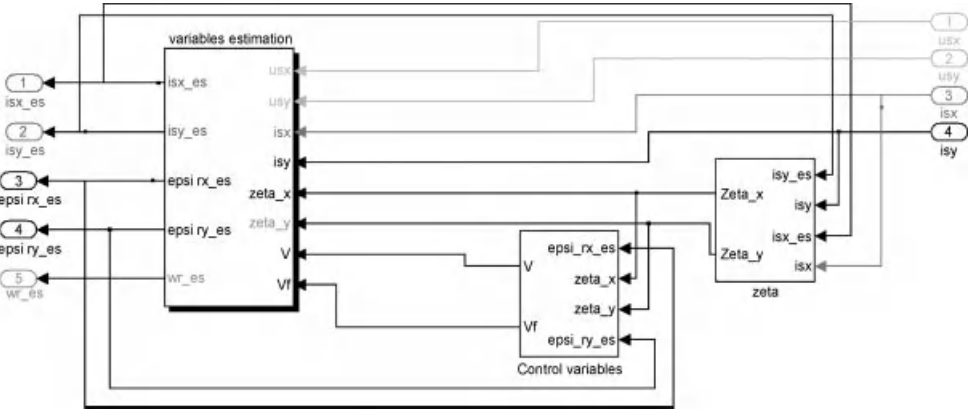 variables estimation
1
isx_es
2
isy_es
3
epsi rx_es
4
epsi ry_es
5
wr_es
isx_es
isy_es
epsi rx_es
epsi ry_es
wr_es
usx
usy
isx
isy
zeta_x
zeta_y
V
Vf
V
Vf
epsi_rx_es
zeta_x
zeta_y
epsi_ry_es
Control variables
Zeta_x
Zeta_y
isy_es
isy
isx_es
isx
zeta
1
usx
2
usy
3
isx
4
isy